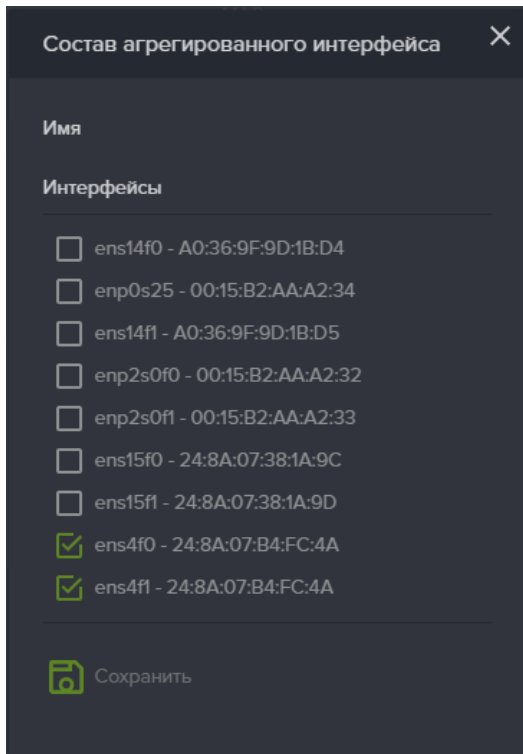 Состав агрегированного интерфейса
Имя
Интерфейсы
ens14f0 - A0:36:9F:9D:1B:D4
enp0s25 - 00:15:B2:AA:A2:34
ens14f1 - A0:36:9F:9D:1B:D5
enp2s0f0 - 00:15:B2:AA:A2:32
enp2s0f1 - 00:15:B2:AA:A2:33
ens15f0 - 24:8A:07:38:1A:9C
ens15f1 - 24:8A:07:38:1A:9D
ens4f0 - 24:8A:07:B4:FC:4A
ens4f1 - 24:8A:07:B4:FC:4A
Сохранить